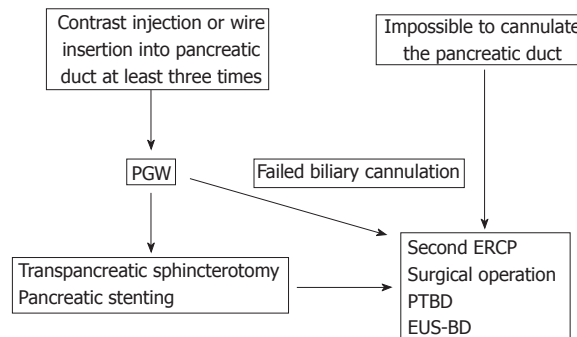 Contrast injection or wire
insertion into pancreatic
duct at least three times
Impossible to cannulate
the pancreatic duct
PGW
Failed biliary cannulation
Transpancreatic sphincterotomy
Pancreatic stenting
Second ERCP
Surgical operation
PTBD
EUS-BD